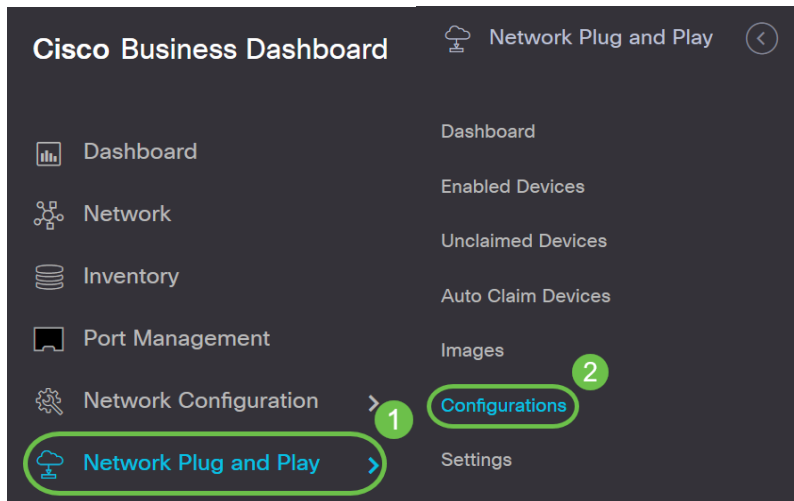 Cisco Business Dashboard
Dashboard
Network
Inventory
Port Management
Network Configuration
1
Network Plug and Play
Network Plug and Play
Dashboard
Enabled Devices
Unclaimed Devices
Auto Claim Devices
Images
2
Configurations
Settings